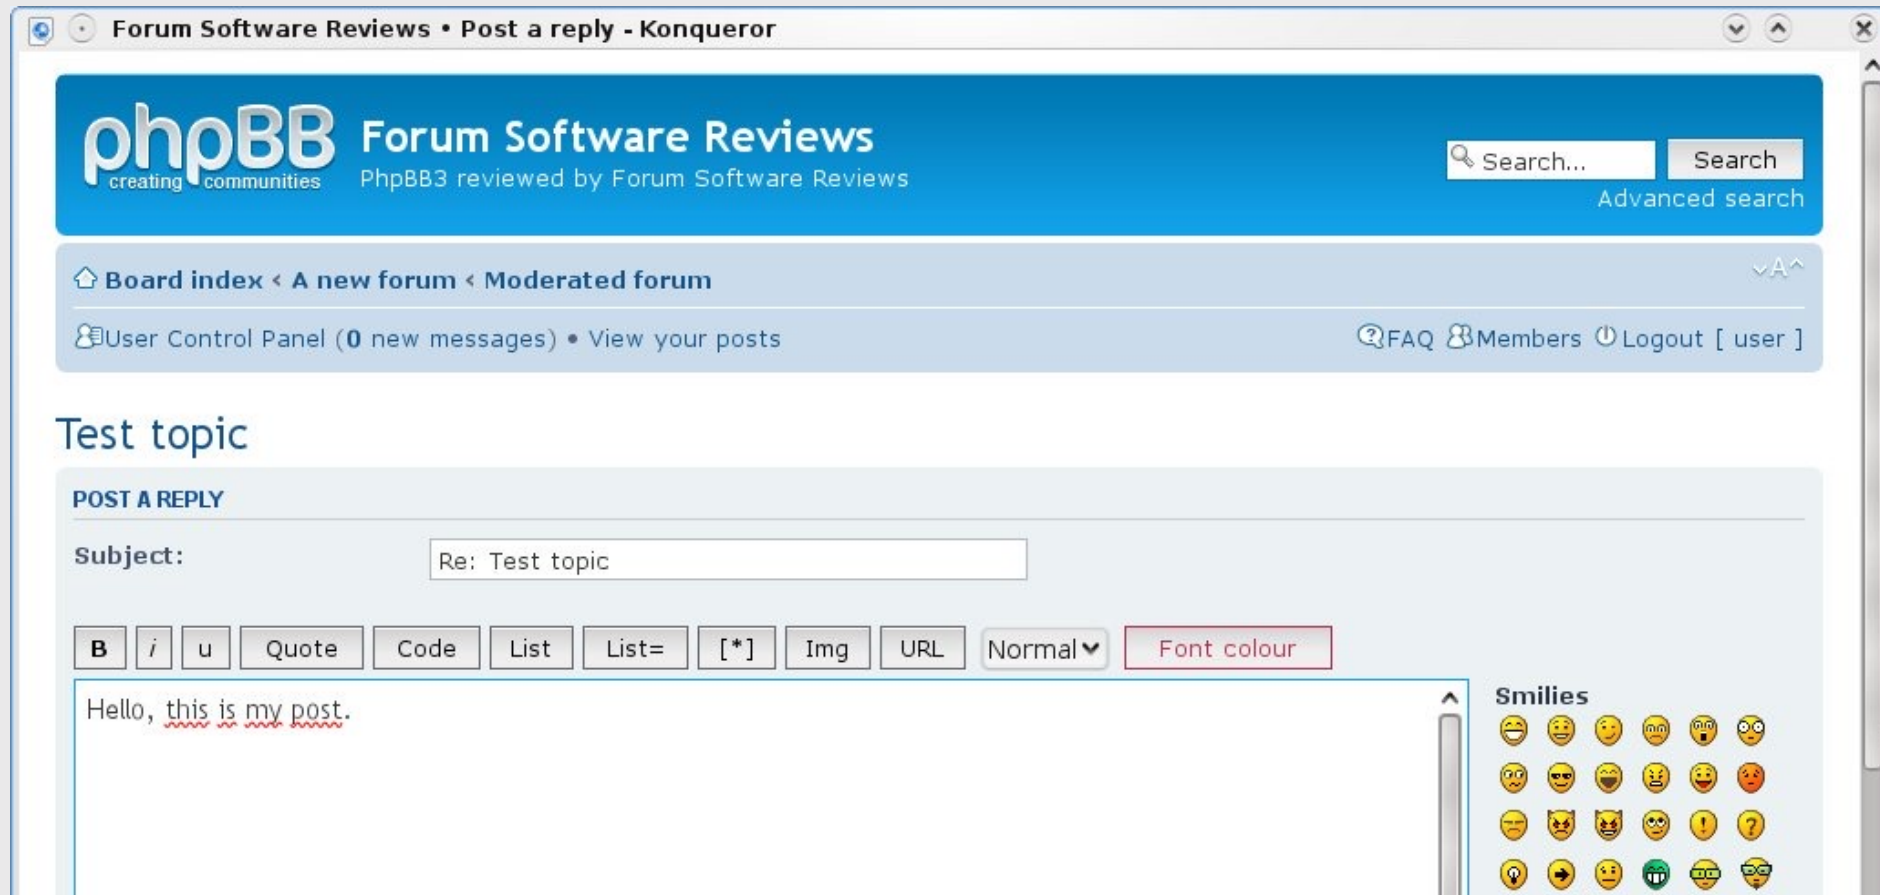 Forum Software Reviews • Post a reply - Konqueror
phpBB
creating communities
Forum Software Reviews
PhpBB3 reviewed by Forum Software Reviews
Search... Search
Advanced search
Board index ‹ A new forum ‹ Moderated forum
A
User Control Panel (0 new messages) • View your posts
FAQ Members Logout [ user ]
Test topic
POST A REPLY
Subject: Re: Test topic
B i u Quote Code List List= [*] Img URL Normal Font colour
Hello, this is my post.
Smilies